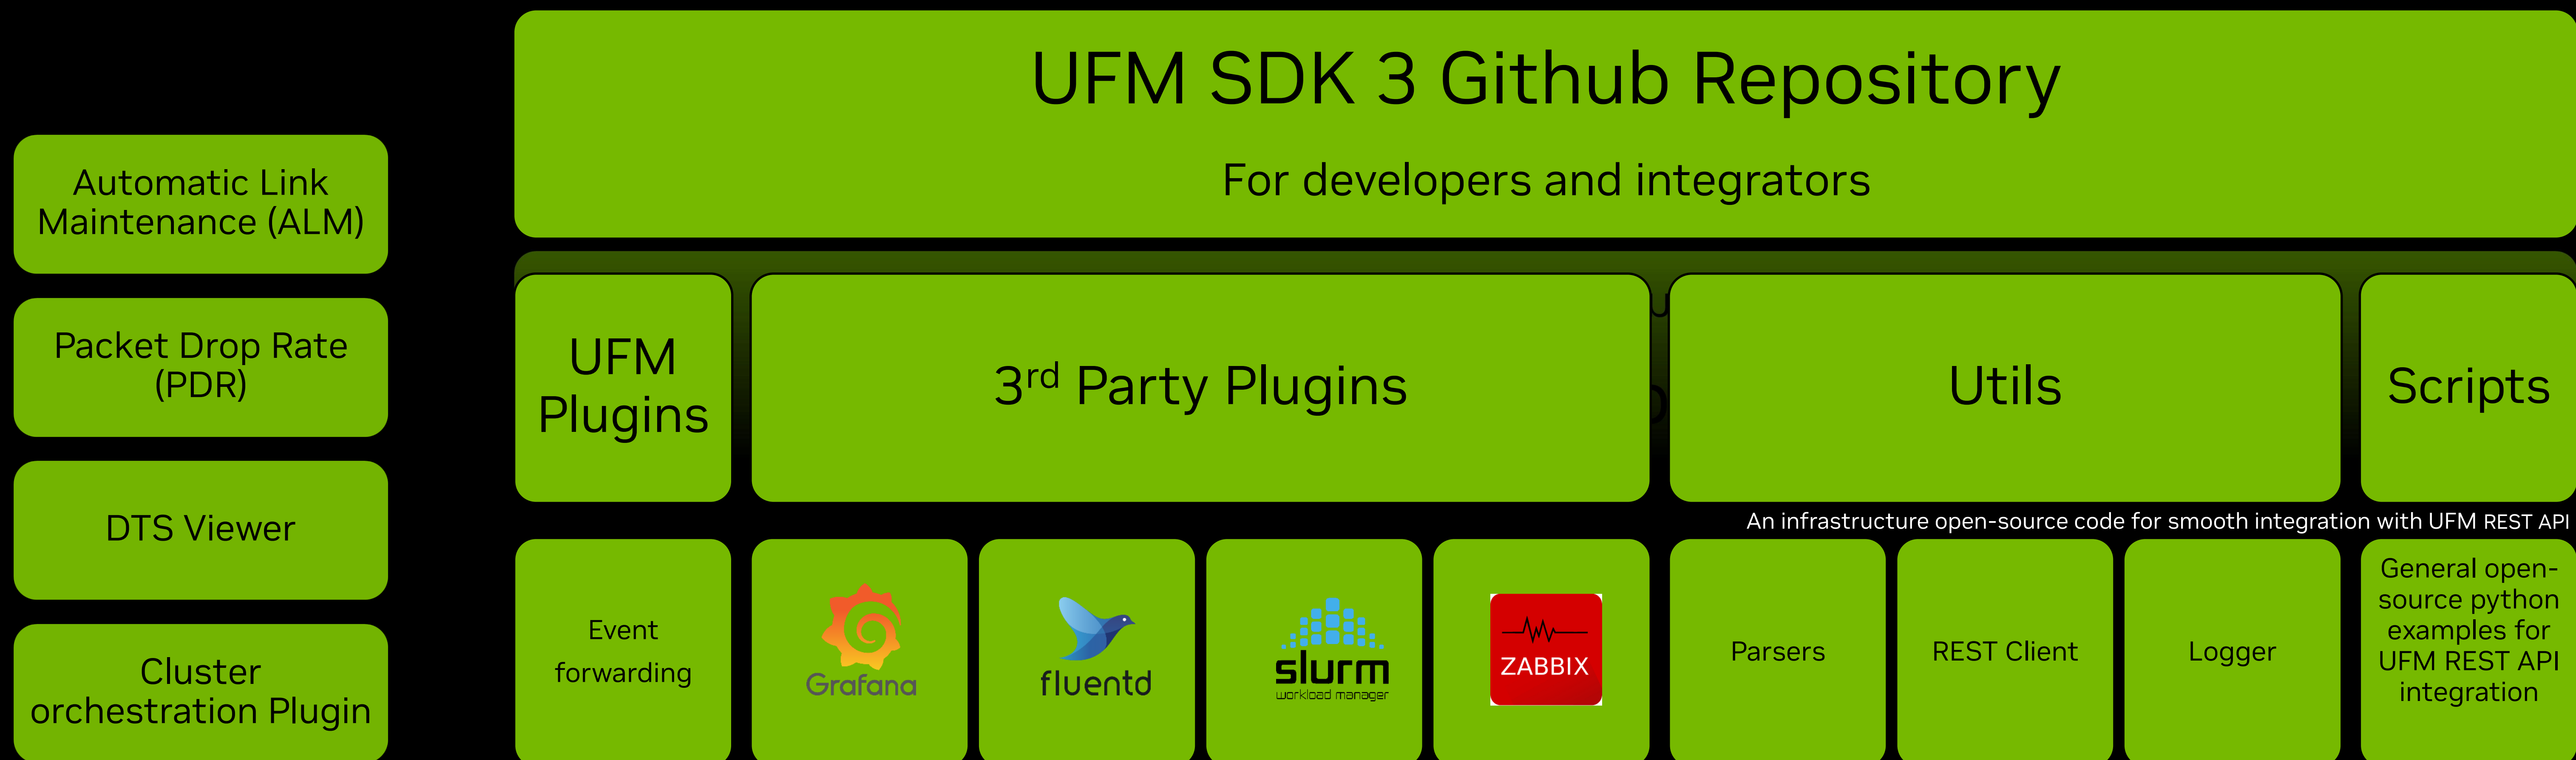 UFM SDK 3 Github Repository
For developers and integrators
Automatic Link
Maintenance (ALM)
Packet Drop Rate
(PDR)
DTS Viewer
Cluster
orchestration Plugin
UFM
Plugins
3rd Party Plugins
Utils
Scripts
An infrastructure open-source code for smooth integration with UFM REST API
Event
forwarding
Grafana
fluentd
slurm
workload manager
ZABBIX
Parsers
REST Client
Logger
General open-
source python
examples for
UFM REST API
integration